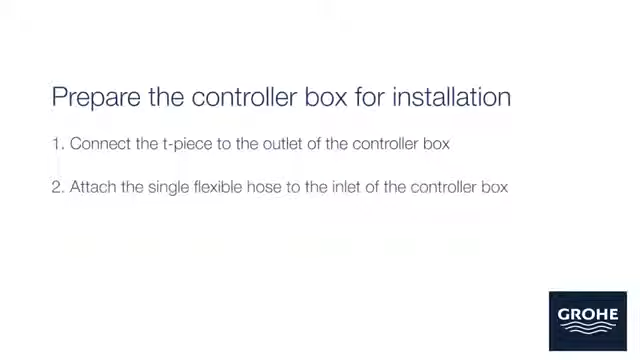 Prepare the controller box for installation
1. Connect the t-piece to the outlet of the controller box
2. Attach the single flexible hose to the inlet of the controller box
GROHE